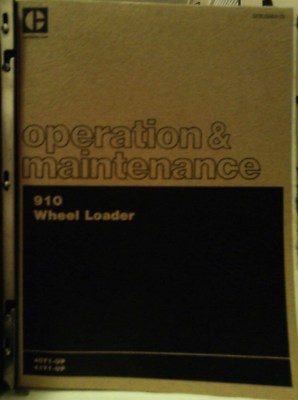 operation &
maintenance
910
Wheel Loader